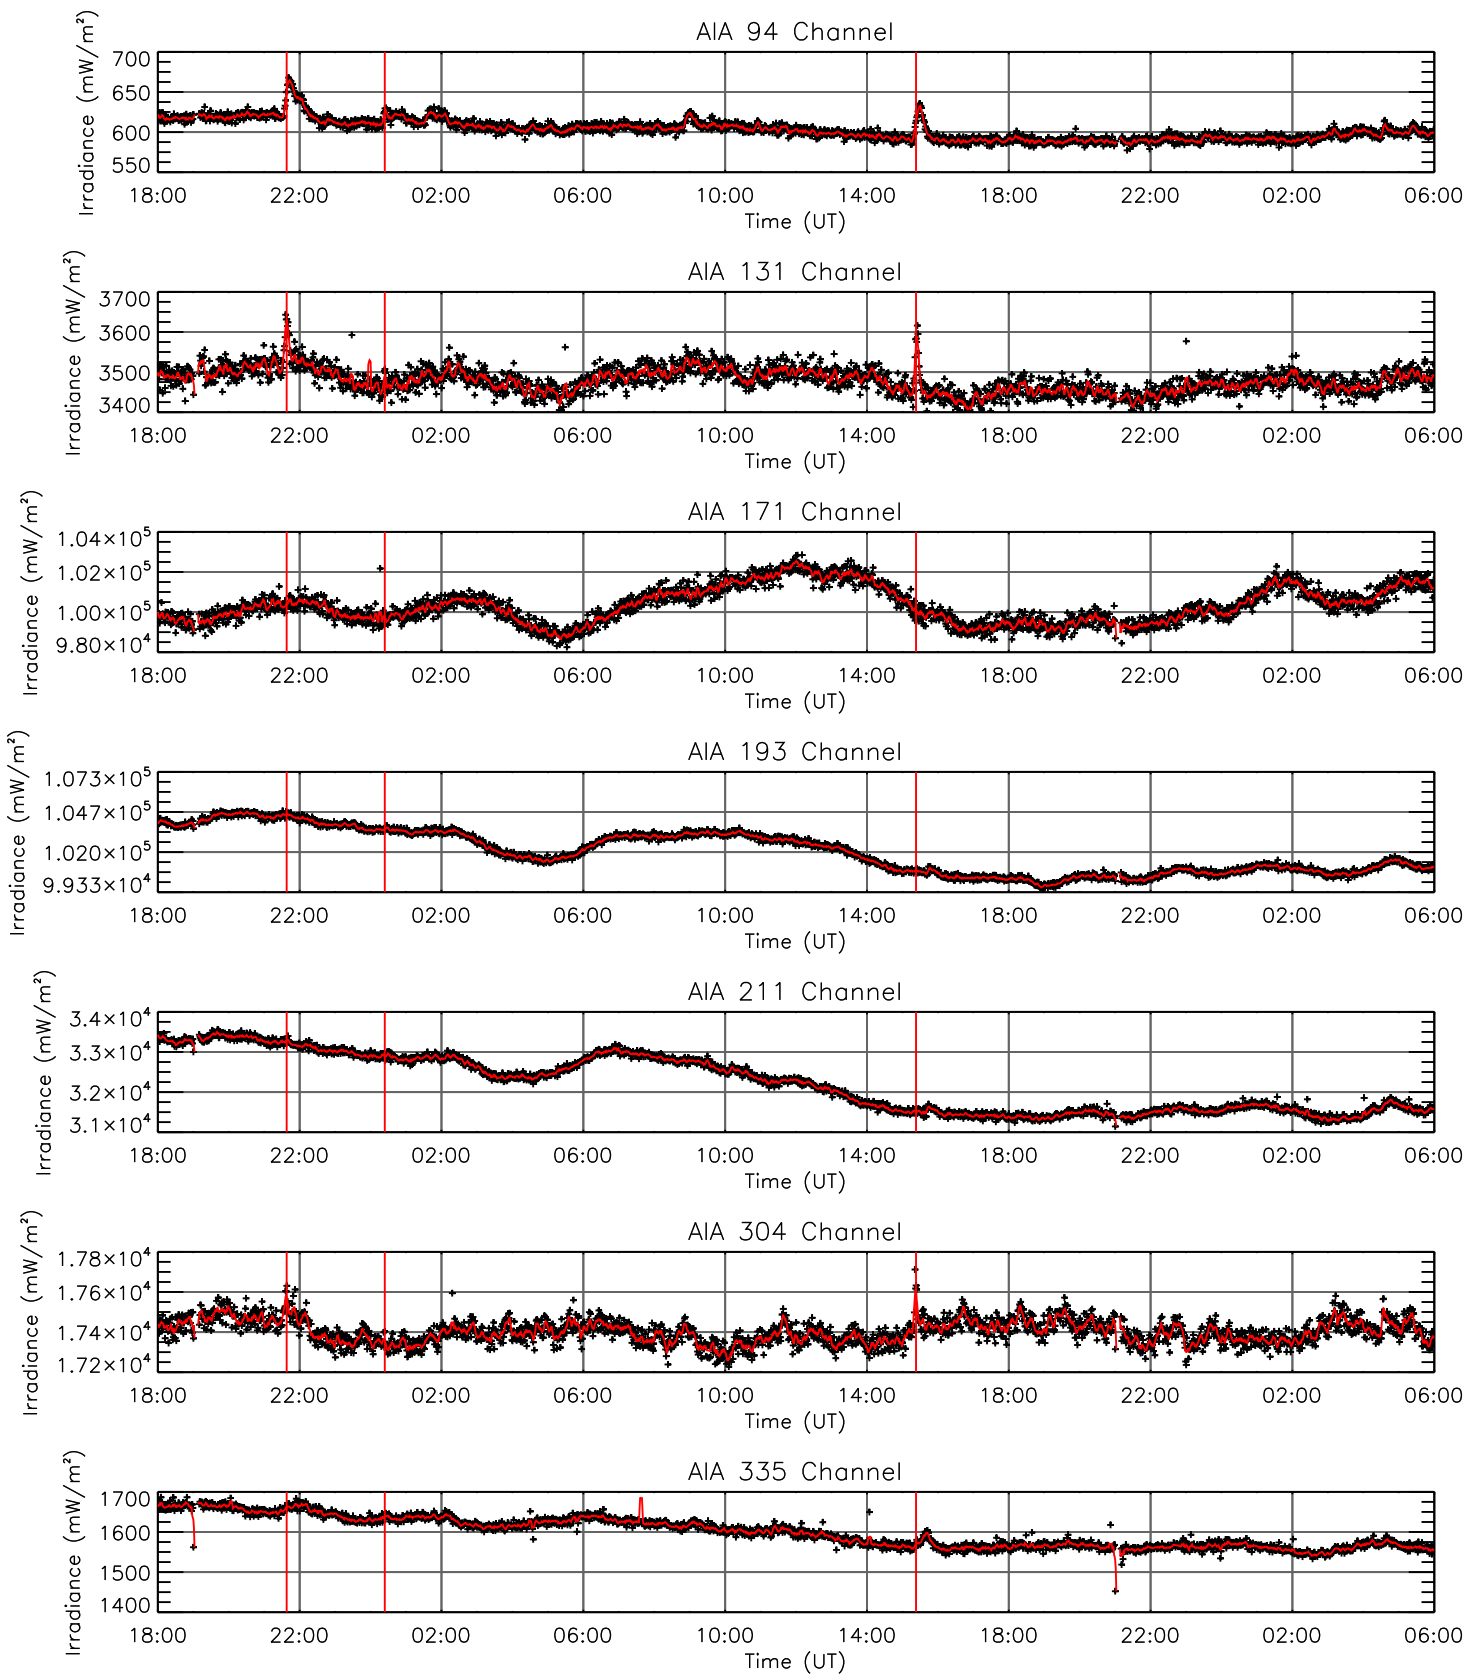 AIA 94 Channel
Irradiance (mW/m²)
700
650
600
550
18:00 22:00 02:00 06:00 10:00 14:00 18:00 22:00 02:00 06:00
Time (UT)
AIA 131 Channel
Irradiance (mW/m²)
3700
3600
3500
3400
18:00 22:00 02:00 06:00 10:00 14:00 18:00 22:00 02:00 06:00
Time (UT)
AIA 171 Channel
Irradiance (mW/m²)
1.04×10⁵
1.02×10⁵
1.00×10⁵
9.80×10⁴
18:00 22:00 02:00 06:00 10:00 14:00 18:00 22:00 02:00 06:00
Time (UT)
AIA 193 Channel
Irradiance (mW/m²)
1.073×10⁵
1.047×10⁵
1.020×10⁵
9.933×10⁴
18:00 22:00 02:00 06:00 10:00 14:00 18:00 22:00 02:00 06:00
Time (UT)
AIA 211 Channel
Irradiance (mW/m²)
3.4×10⁴
3.3×10⁴
3.2×10⁴
3.1×10⁴
18:00 22:00 02:00 06:00 10:00 14:00 18:00 22:00 02:00 06:00
Time (UT)
AIA 304 Channel
Irradiance (mW/m²)
1.78×10⁴
1.76×10⁴
1.74×10⁴
1.72×10⁴
18:00 22:00 02:00 06:00 10:00 14:00 18:00 22:00 02:00 06:00
Time (UT)
AIA 335 Channel
Irradiance (mW/m²)
1700
1600
1500
1400
18:00 22:00 02:00 06:00 10:00 14:00 18:00 22:00 02:00 06:00
Time (UT)